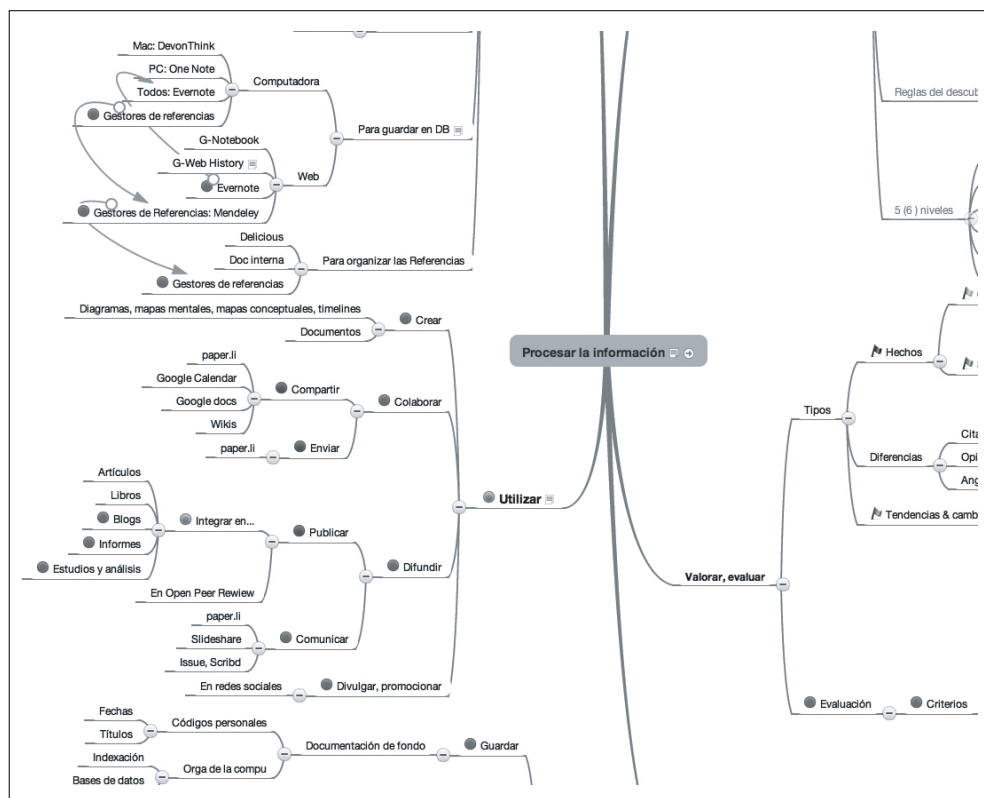 Mac: DevonThink
PC: One Note
Todos: Evernote
Gestores de referencias
Computadora
G-Notebook
G-Web History
Evernote
Gestores de Referencias: Mendeley
Web
Para guardar en DB
Delicious
Doc interna
Gestores de referencias
Para organizar las Referencias
Diagramas, mapas mentales, mapas conceptuales, timelines
Documentos
Crear
paper.li
Google Calendar
Google docs
Wikis
Compartir
paper.li
Enviar
Colaborar
Artículos
Libros
Blogs
Informes
Estudios y análisis
Integrar en...
En Open Peer Rewiew
Publicar
paper.li
Slideshare
Issue, Scribd
Comunicar
Difundir
En redes sociales
Divulgar, promocionar
Utilizar
Fechas
Títulos
Códigos personales
Indexación
Bases de datos
Orga de la compu
Documentación de fondo
Guardar
Procesar la información
Reglas del descub
5 (6 ) niveles
Hechos
Tipos
Diferencias
Cita
Opi
Ang
Tendencias & camb
Valorar, evaluar
Evaluación
Criterios